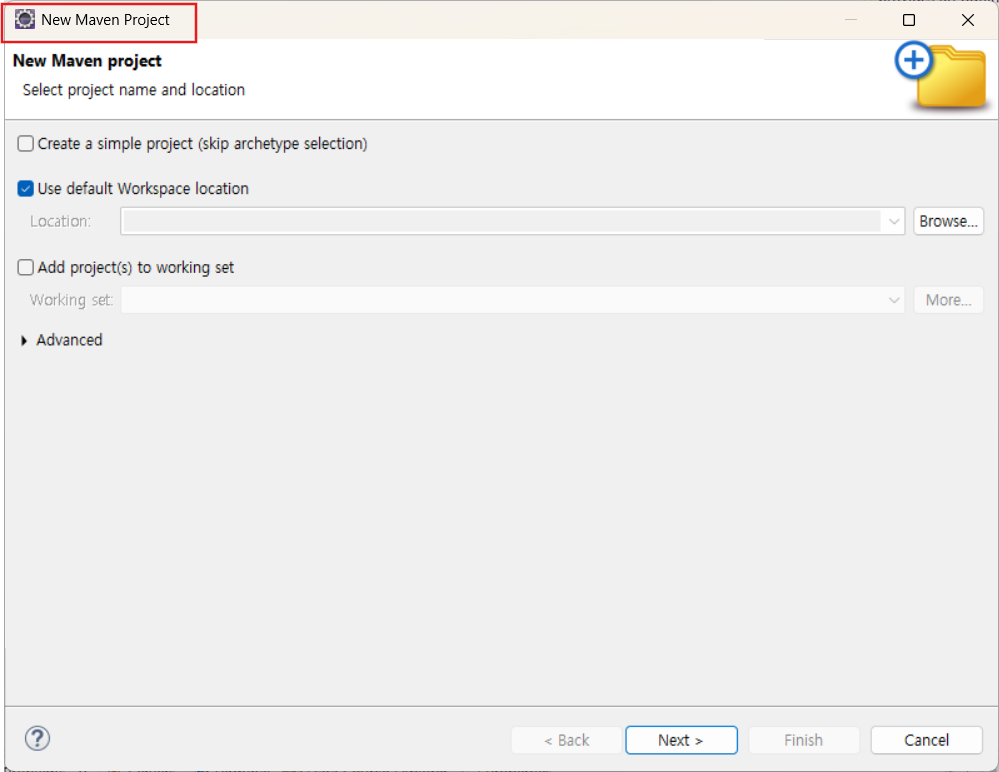 New Maven Project
New Maven project
Select project name and location
Create a simple project (skip archetype selection)
Use default Workspace location
Location:
Browse...
Add project(s) to working set
Working set:
More...
Advanced
?
< Back
Next >
Finish
Cancel